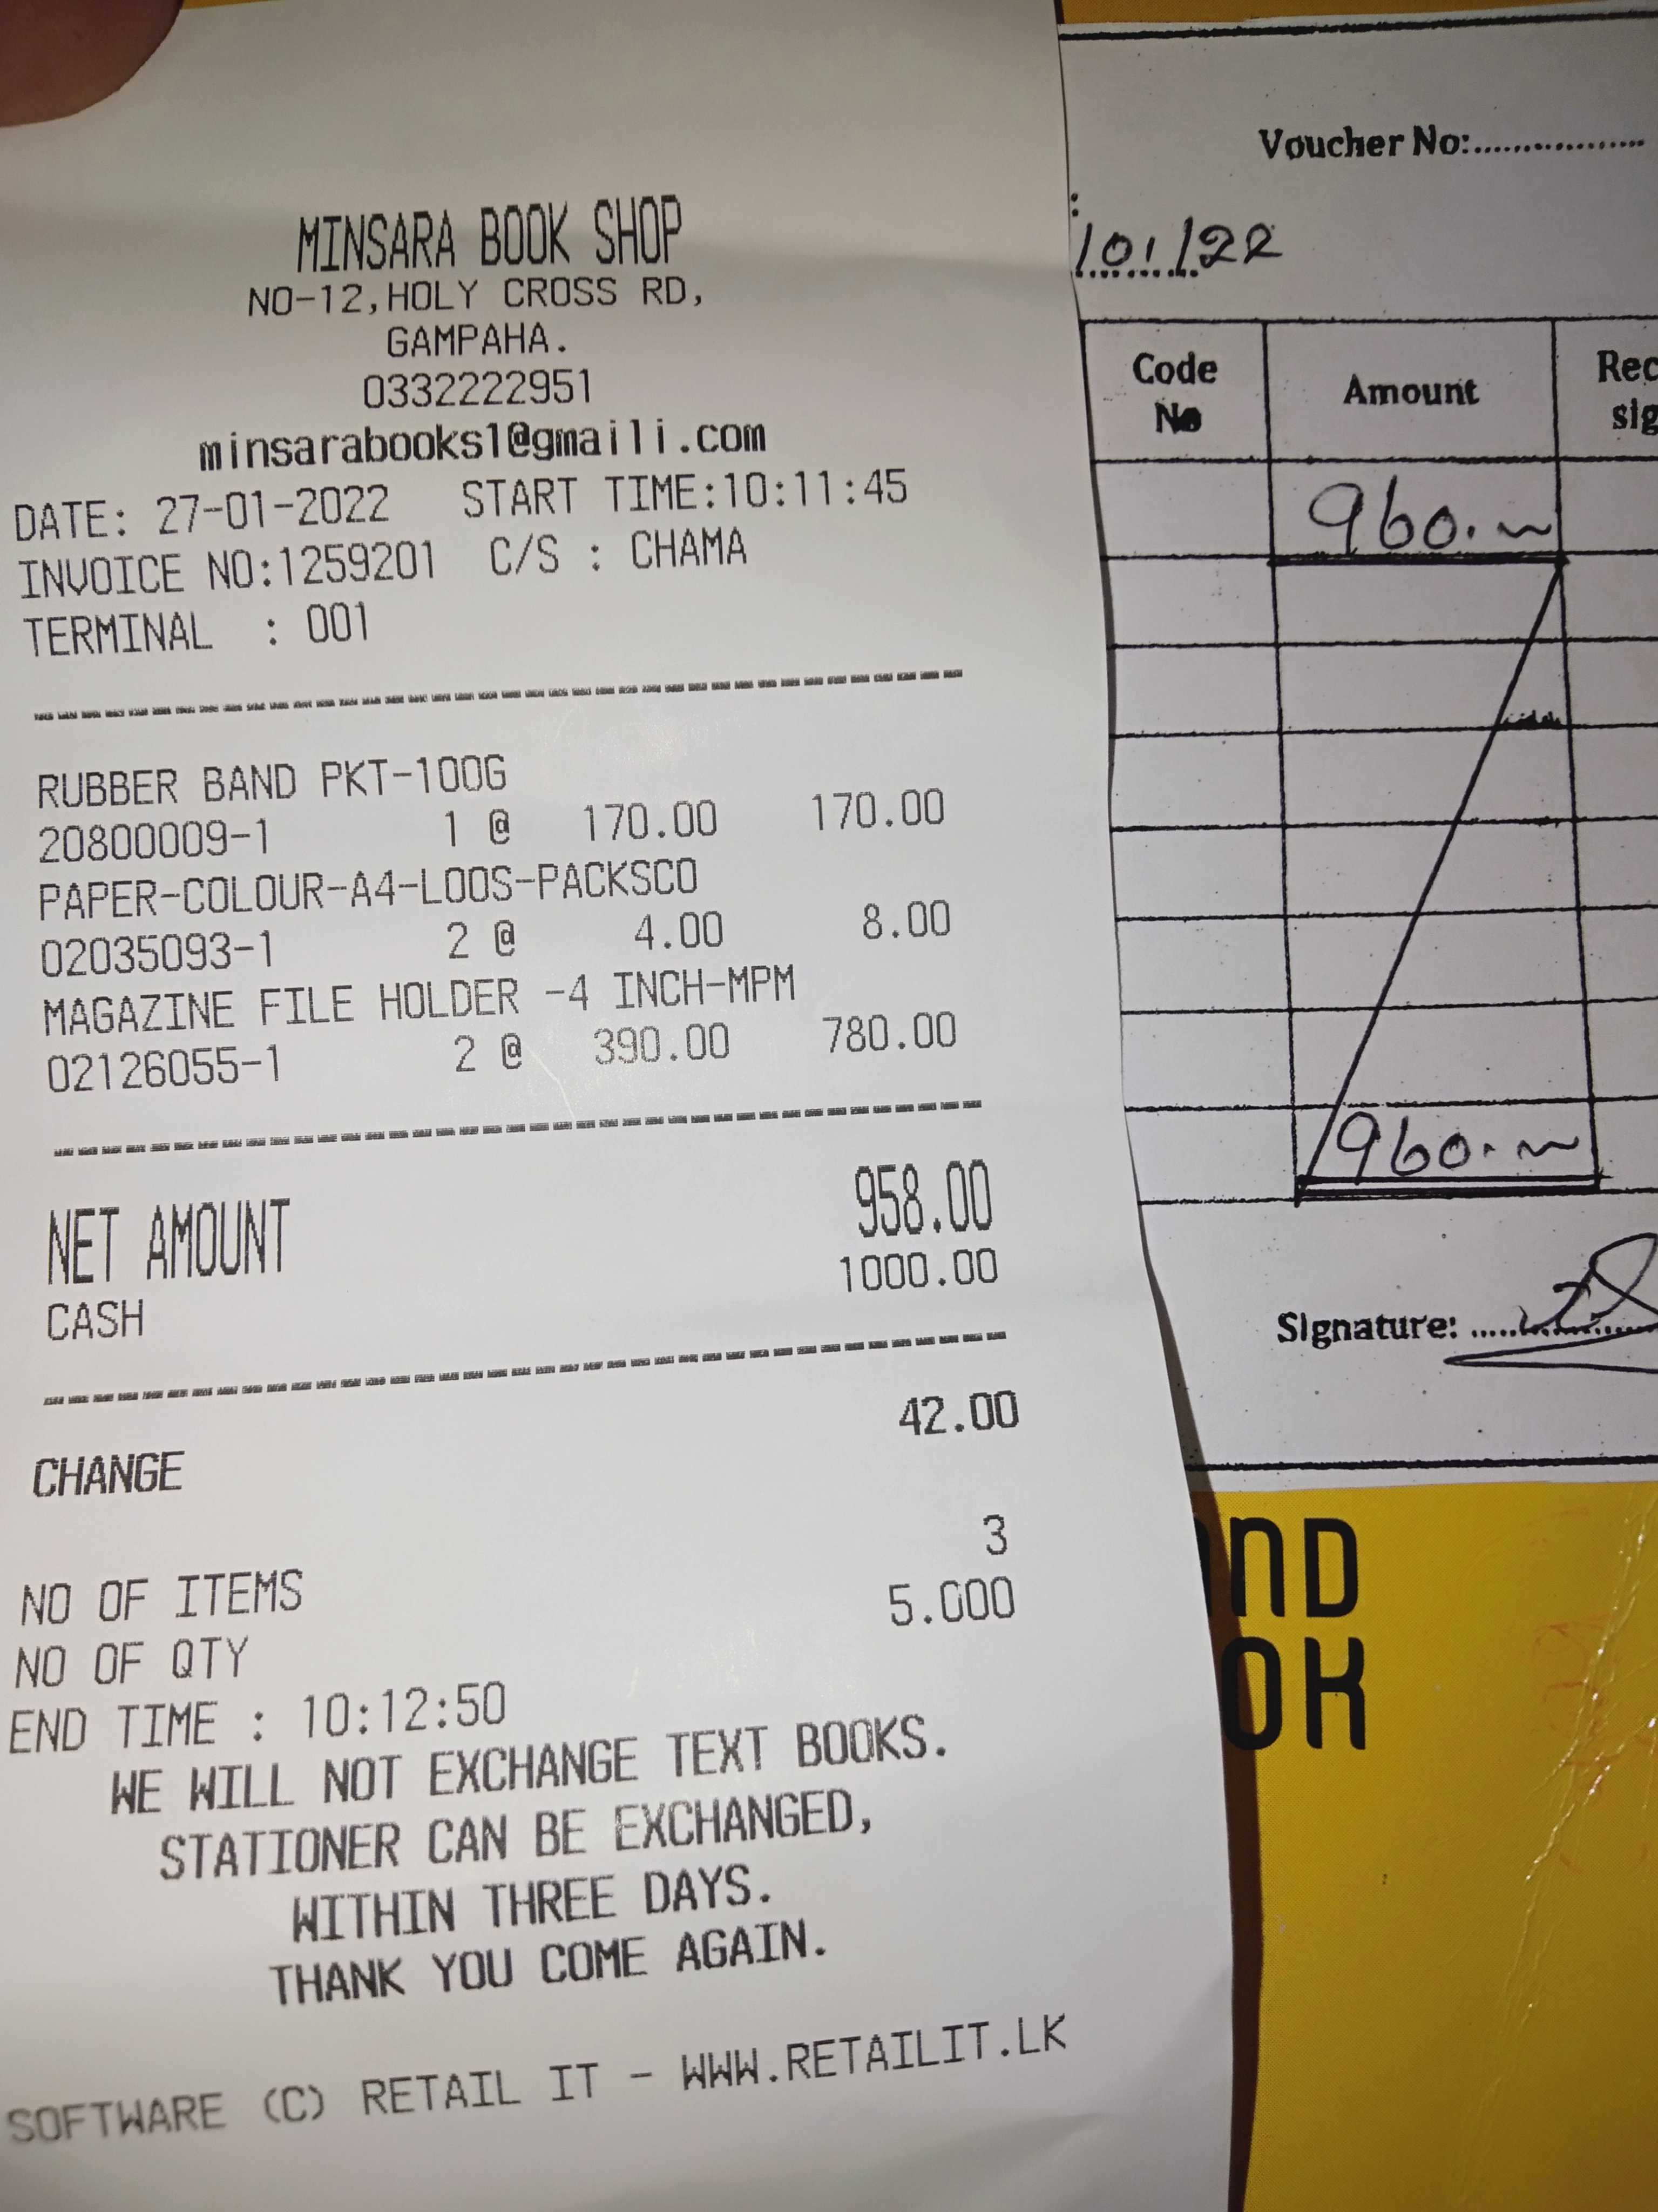 MINSARA BOOK SHOP
NO-12,HOLY CROSS RD,
GAMPAHA.
0332222951
minsarabooks1@gmaili.com
DATE: 27-01-2022 START TIME:10:11:45
INVOICE NO:1259201 C/S : CHAMA
TERMINAL : 001
RUBBER BAND PKT-100G
20800009-1 1 @ 170.00 170.00
PAPER-COLOUR-A4-LOOS-PACKSCO
02035093-1 2 @ 4.00 8.00
MAGAZINE FILE HOLDER -4 INCH-MPM
02126055-1 2 @ 390.00 780.00
NET AMOUNT 958.00
CASH 1000.00
CHANGE 42.00
NO OF ITEMS 3
NO OF QTY 5.000
END TIME : 10:12:50
WE WILL NOT EXCHANGE TEXT BOOKS.
STATIONER CAN BE EXCHANGED,
WITHIN THREE DAYS.
THANK YOU COME AGAIN.
SOFTWARE (C) RETAIL IT - WWW.RETAILIT.LK
Voucher No:..................
/01/22
Code No
Amount
Rec
sig
960.
960.
Signature:
ND
OK